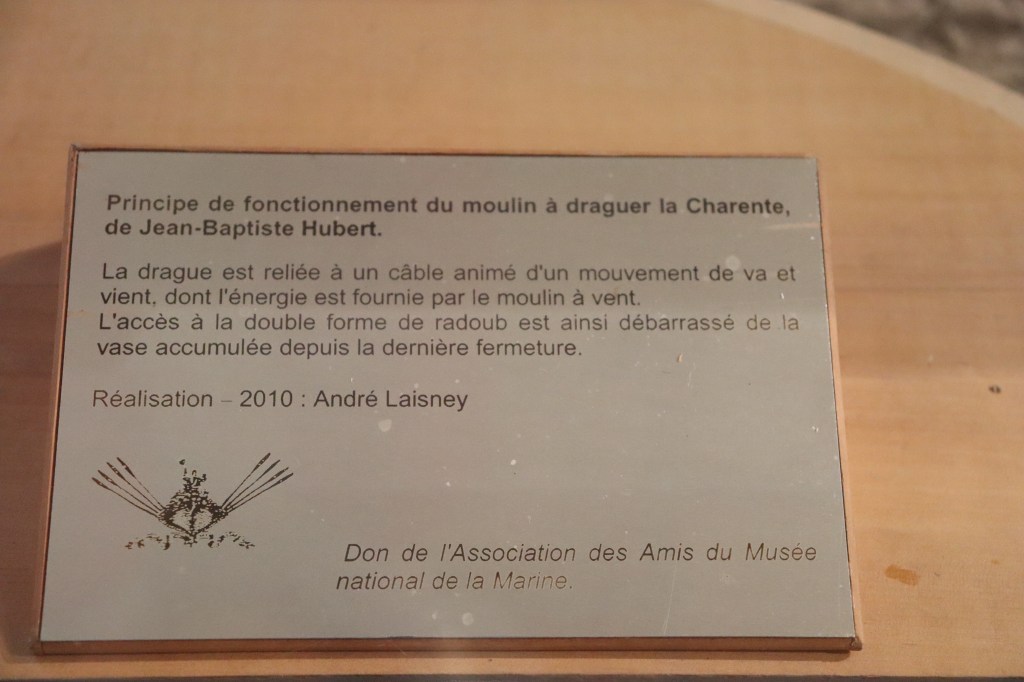 Principe de fonctionnement du moulin à draguer la Charente,
de Jean-Baptiste Hubert.
La drague est reliée à un câble animé d'un mouvement de va et
vient, dont l'énergie est fournie par le moulin à vent.
L'accès à la double forme de radoub est ainsi débarrassé de la
vase accumulée depuis la dernière fermeture.
Réalisation – 2010 : André Laisney
Don de l'Association des Amis du Musée
national de la Marine.